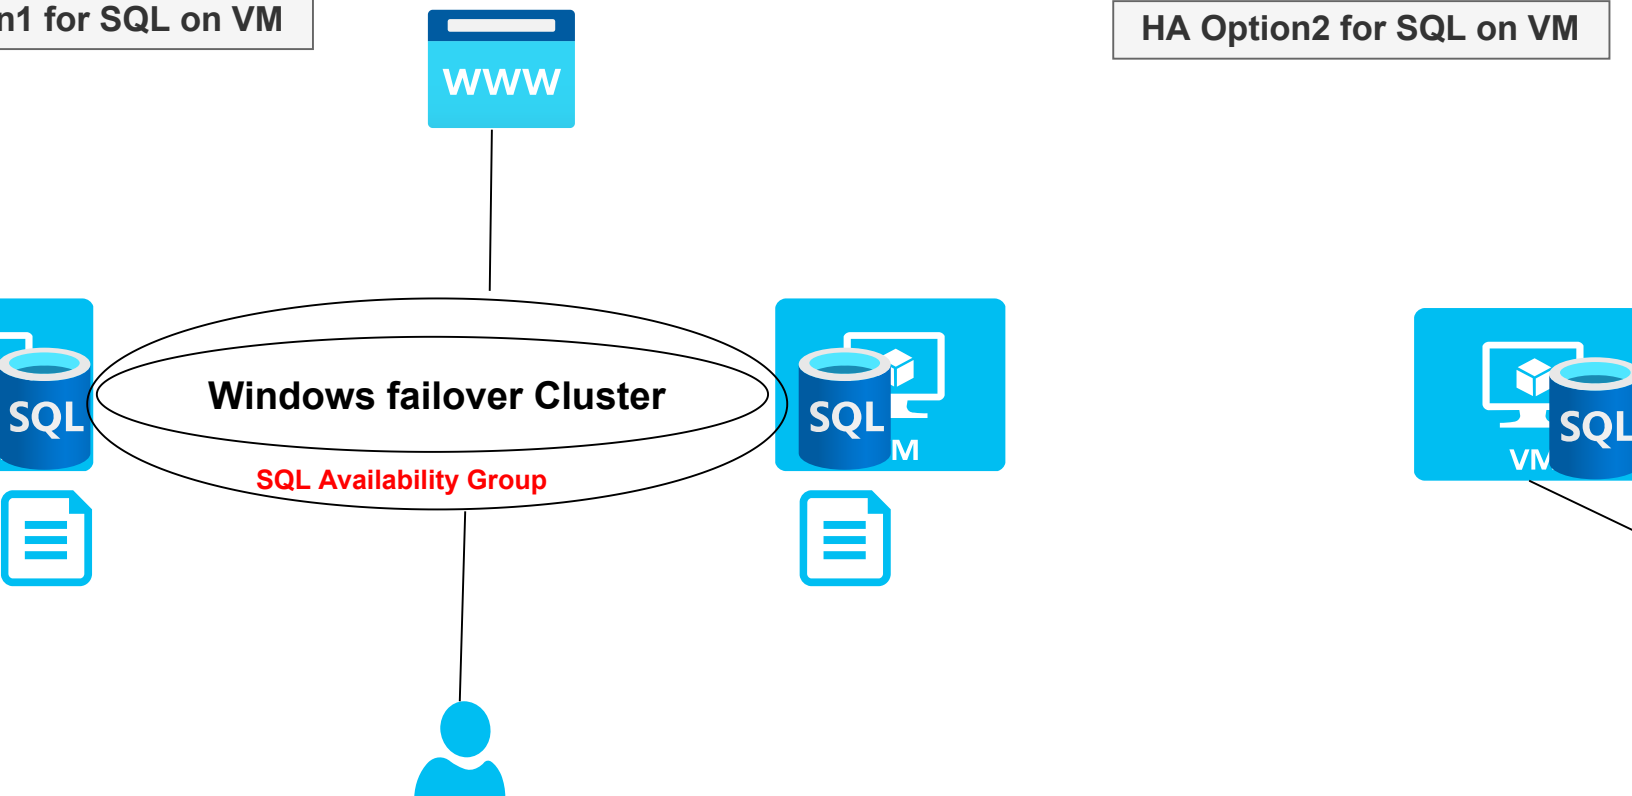 n1 for SQL on VM
HA Option2 for SQL on VM
WWW
Windows failover Cluster
SQL Availability Group
SQL
SQL
M
SQL
VM